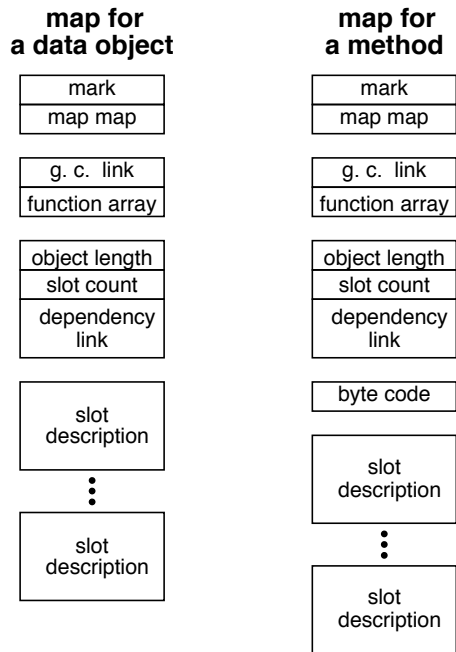 map for
a data object
mark
map map
g. c. link
function array
object length
slot count
dependency
link
slot
description
slot
description
map for
a method
mark
map map
g. c. link
function array
object length
slot count
dependency
link
byte code
slot
description
slot
description